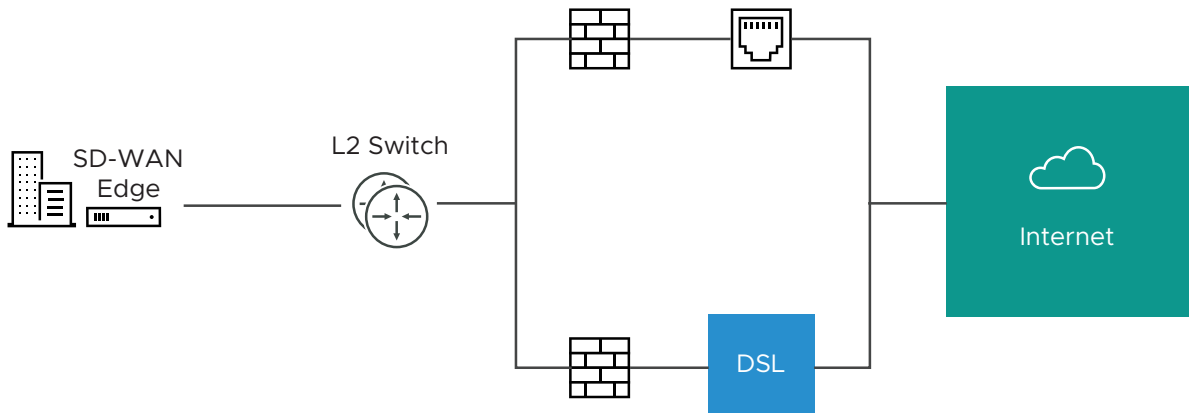 SD-WAN
Edge
L2 Switch
DSL
Internet